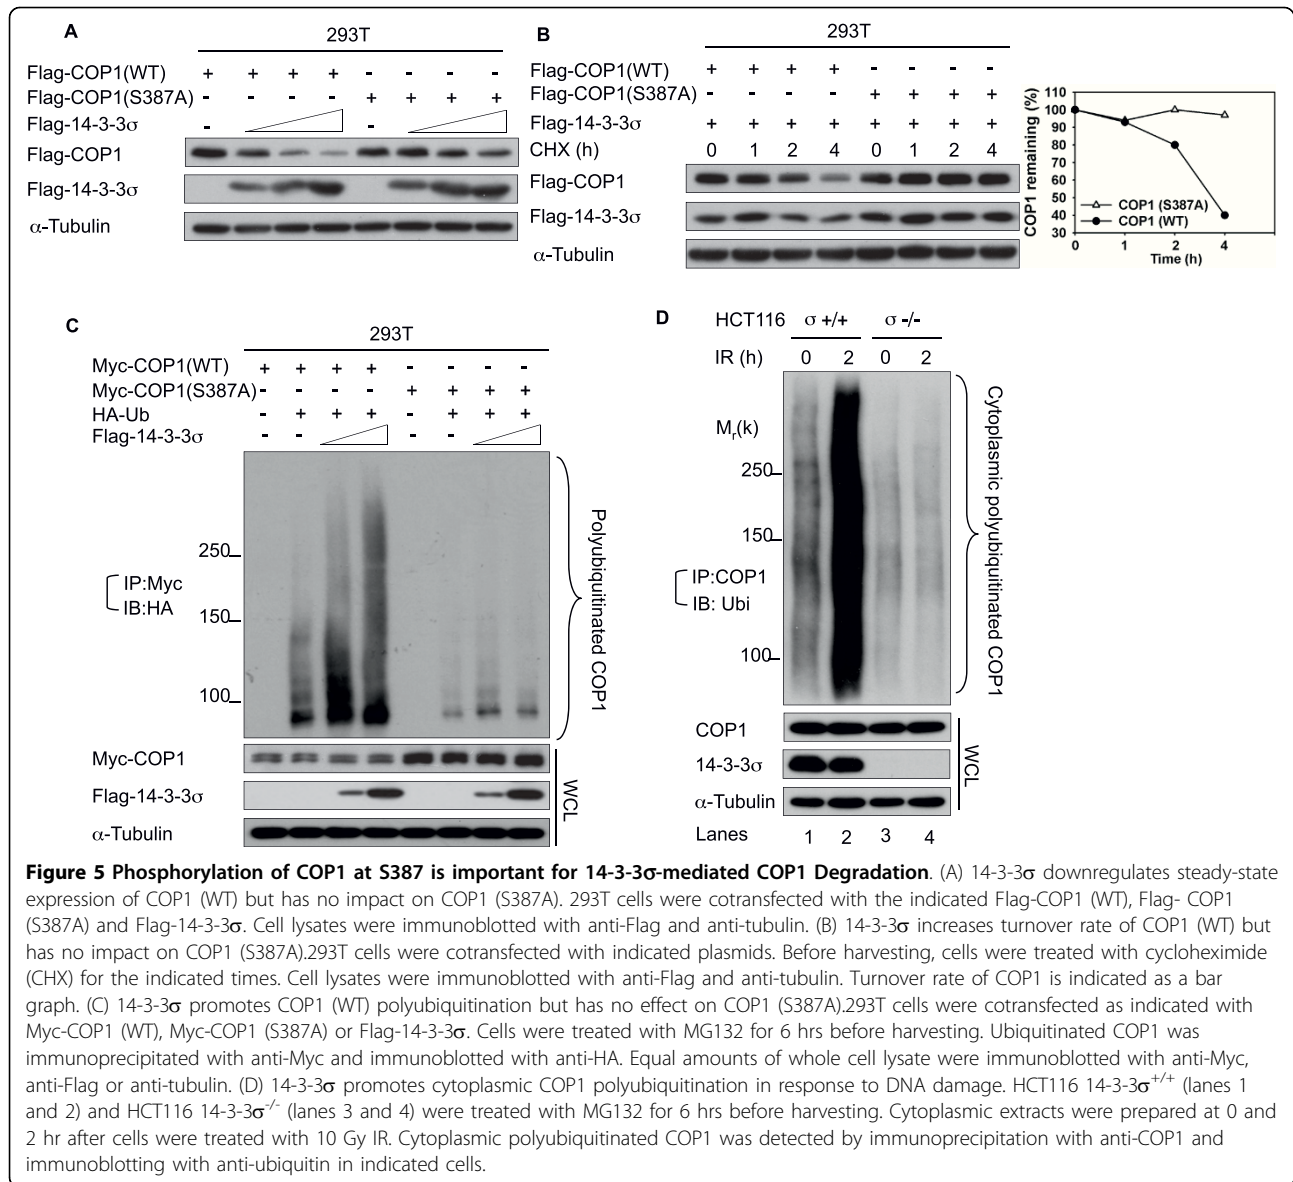 A
293T
Flag-COP1(WT) + + + + - - - -
Flag-COP1(S387A) - - - - + + + +
Flag-14-3-3σ - -
Flag-COP1
Flag-14-3-3σ
α-Tubulin
B
293T
Flag-COP1(WT) + + + + - - - -
Flag-COP1(S387A) - - - - + + + +
Flag-14-3-3σ + + + + + + + +
CHX (h) 0 1 2 4 0 1 2 4
Flag-COP1
Flag-14-3-3σ
α-Tubulin
COP1 remaining (%)
110
100
90
80
70
60
50
40
30
COP1 (S387A)
COP1 (WT)
0 1 2 4
Time (h)
C
293T
Myc-COP1(WT) + + + + - - - -
Myc-COP1(S387A) - - - - + + + +
HA-Ub - + + + - + + +
Flag-14-3-3σ - - - -
250
IP:Myc
IB:HA
150
100
Polyubiquitinated COP1
Myc-COP1
Flag-14-3-3σ
α-Tubulin
WCL
D
HCT116 σ +/+ σ -/-
IR (h) 0 2 0 2
Mr(k)
250
150
IP:COP1
IB: Ubi
100
Cytoplasmic polyubiquitinated COP1
COP1
14-3-3σ
α-Tubulin
WCL
Lanes 1 2 3 4
Figure 5 Phosphorylation of COP1 at S387 is important for 14-3-3σ-mediated COP1 Degradation. (A) 14-3-3σ downregulates steady-state
expression of COP1 (WT) but has no impact on COP1 (S387A). 293T cells were cotransfected with the indicated Flag-COP1 (WT), Flag- COP1
(S387A) and Flag-14-3-3σ. Cell lysates were immunoblotted with anti-Flag and anti-tubulin. (B) 14-3-3σ increases turnover rate of COP1 (WT) but
has no impact on COP1 (S387A).293T cells were cotransfected with indicated plasmids. Before harvesting, cells were treated with cycloheximide
(CHX) for the indicated times. Cell lysates were immunoblotted with anti-Flag and anti-tubulin. Turnover rate of COP1 is indicated as a bar
graph. (C) 14-3-3σ promotes COP1 (WT) polyubiquitination but has no effect on COP1 (S387A).293T cells were cotransfected as indicated with
Myc-COP1 (WT), Myc-COP1 (S387A) or Flag-14-3-3σ. Cells were treated with MG132 for 6 hrs before harvesting. Ubiquitinated COP1 was
immunoprecipitated with anti-Myc and immunoblotted with anti-HA. Equal amounts of whole cell lysate were immunoblotted with anti-Myc,
anti-Flag or anti-tubulin. (D) 14-3-3σ promotes cytoplasmic COP1 polyubiquitination in response to DNA damage. HCT116 14-3-3σ+/+ (lanes 1
and 2) and HCT116 14-3-3σ-/- (lanes 3 and 4) were treated with MG132 for 6 hrs before harvesting. Cytoplasmic extracts were prepared at 0 and
2 hr after cells were treated with 10 Gy IR. Cytoplasmic polyubiquitinated COP1 was detected by immunoprecipitation with anti-COP1 and
immunoblotting with anti-ubiquitin in indicated cells.